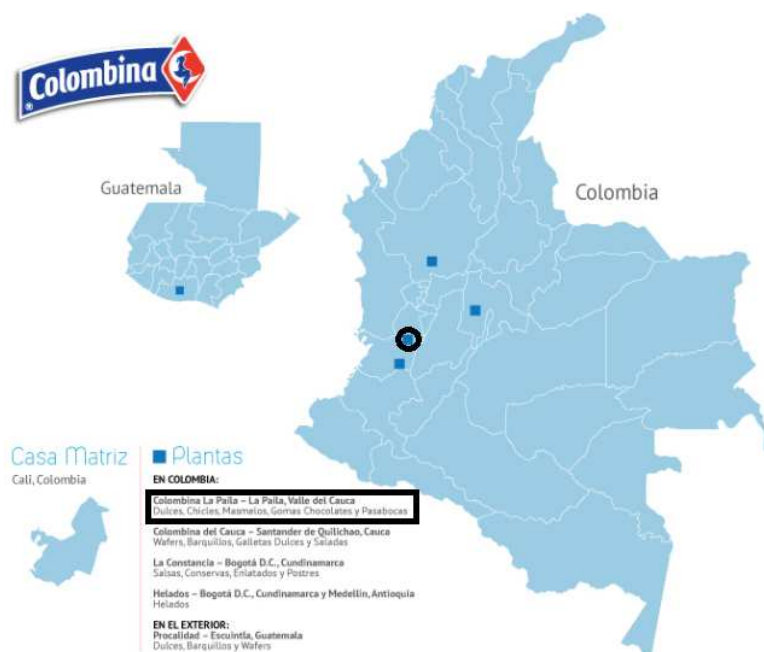 Colombina
®
Guatemala
Colombia
Casa Matriz
Cali, Colombia
Plantas
EN COLOMBIA:
Colombina La Paila – La Paila, Valle del Cauca
Dulces, Chicles, Masmelos, Gomas Chocolates y Pasabocas
Colombina del Cauca – Santander de Quilichao, Cauca
Wafers, Barquillos, Galletas Dulces y Saladas
La Constancia – Bogotá D.C., Cundinamarca
Salsas, Conservas, Enlatados y Postres
Helados – Bogotá D.C., Cundinamarca y Medellín, Antioquia
Helados
EN EL EXTERIOR:
Procalidad – Escuintla, Guatemala
Dulces, Barquillos y Wafers